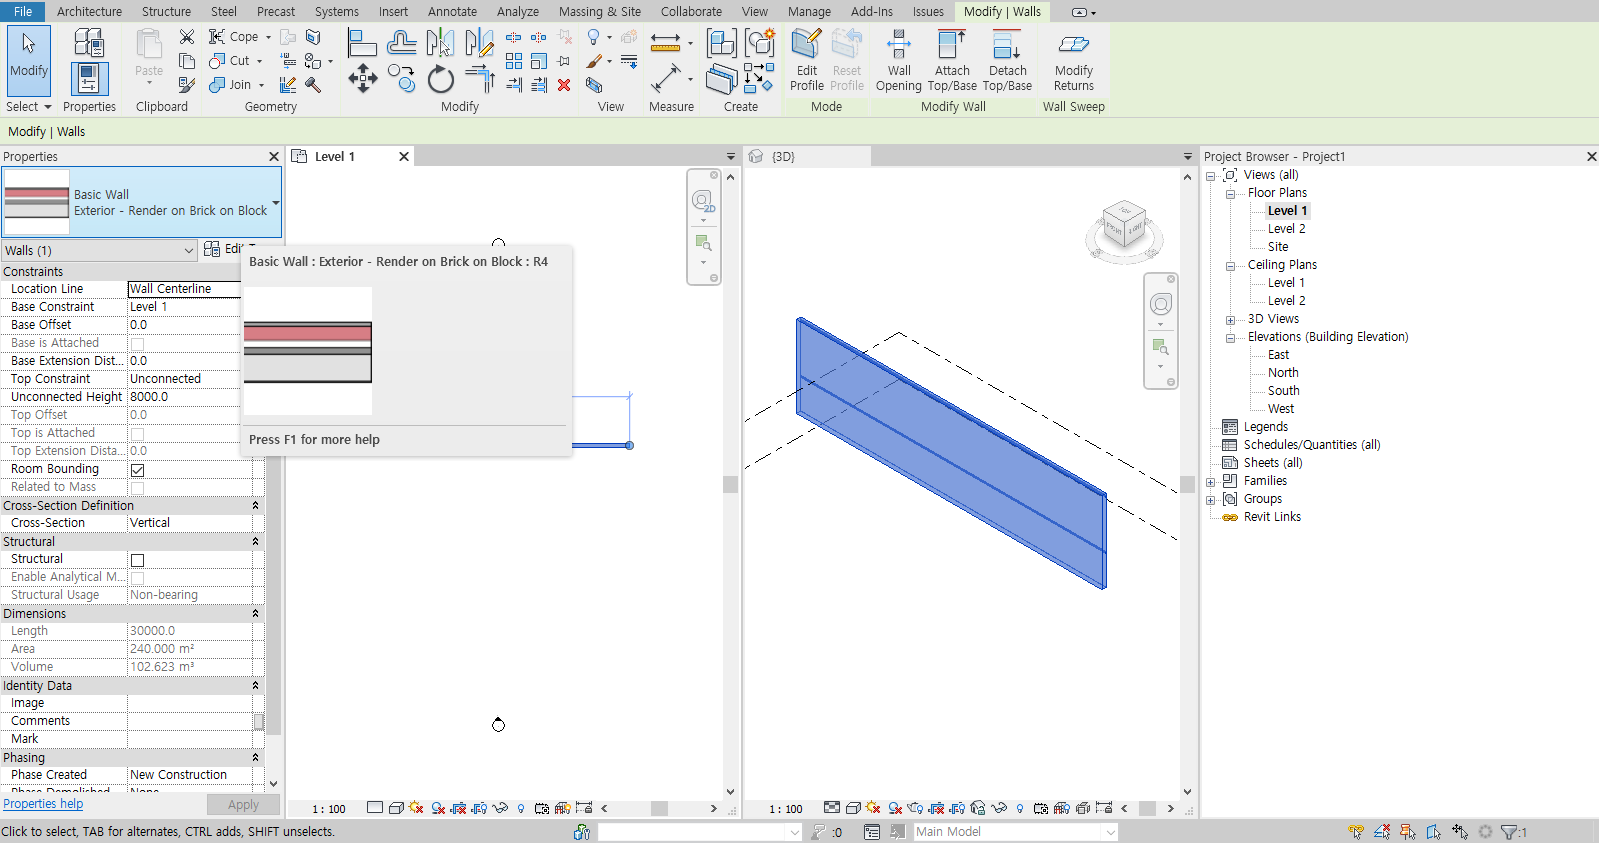 File Architecture Structure Steel Precast Systems Insert Annotate Analyze Massing & Site Collaborate View Manage Add-Ins Issues Modify | Walls
Modify
Select
Properties
Paste
Clipboard
Cope
Cut
Join
Geometry
Modify
View
Measure
Create
Edit Profile
Reset Profile
Mode
Wall Opening
Attach Top/Base
Detach Top/Base
Modify Wall
Modify Returns
Wall Sweep
Modify | Walls
Properties
Basic Wall
Exterior - Render on Brick on Block
Walls (1)
Constraints
Location Line Wall Centerline
Base Constraint Level 1
Base Offset 0.0
Base is Attached
Base Extension Dist... 0.0
Top Constraint Unconnected
Unconnected Height 8000.0
Top Offset 0.0
Top is Attached
Top Extension Dista... 0.0
Room Bounding
Related to Mass
Cross-Section Definition
Cross-Section Vertical
Structural
Structural
Enable Analytical M...
Structural Usage Non-bearing
Dimensions
Length 30000.0
Area 240.000 m²
Volume 102.623 m³
Identity Data
Image
Comments
Mark
Phasing
Phase Created New Construction
Properties help
Apply
Level 1
Basic Wall : Exterior - Render on Brick on Block : R4
Press F1 for more help
2D
1 : 100
{3D}
TOP
FRONT
RIGHT
1 : 100
Project Browser - Project1
Views (all)
Floor Plans
Level 1
Level 2
Site
Ceiling Plans
Level 1
Level 2
3D Views
Elevations (Building Elevation)
East
North
South
West
Legends
Schedules/Quantities (all)
Sheets (all)
Families
Groups
Revit Links
Click to select, TAB for alternates, CTRL adds, SHIFT unselects.
:0
Main Model
:1